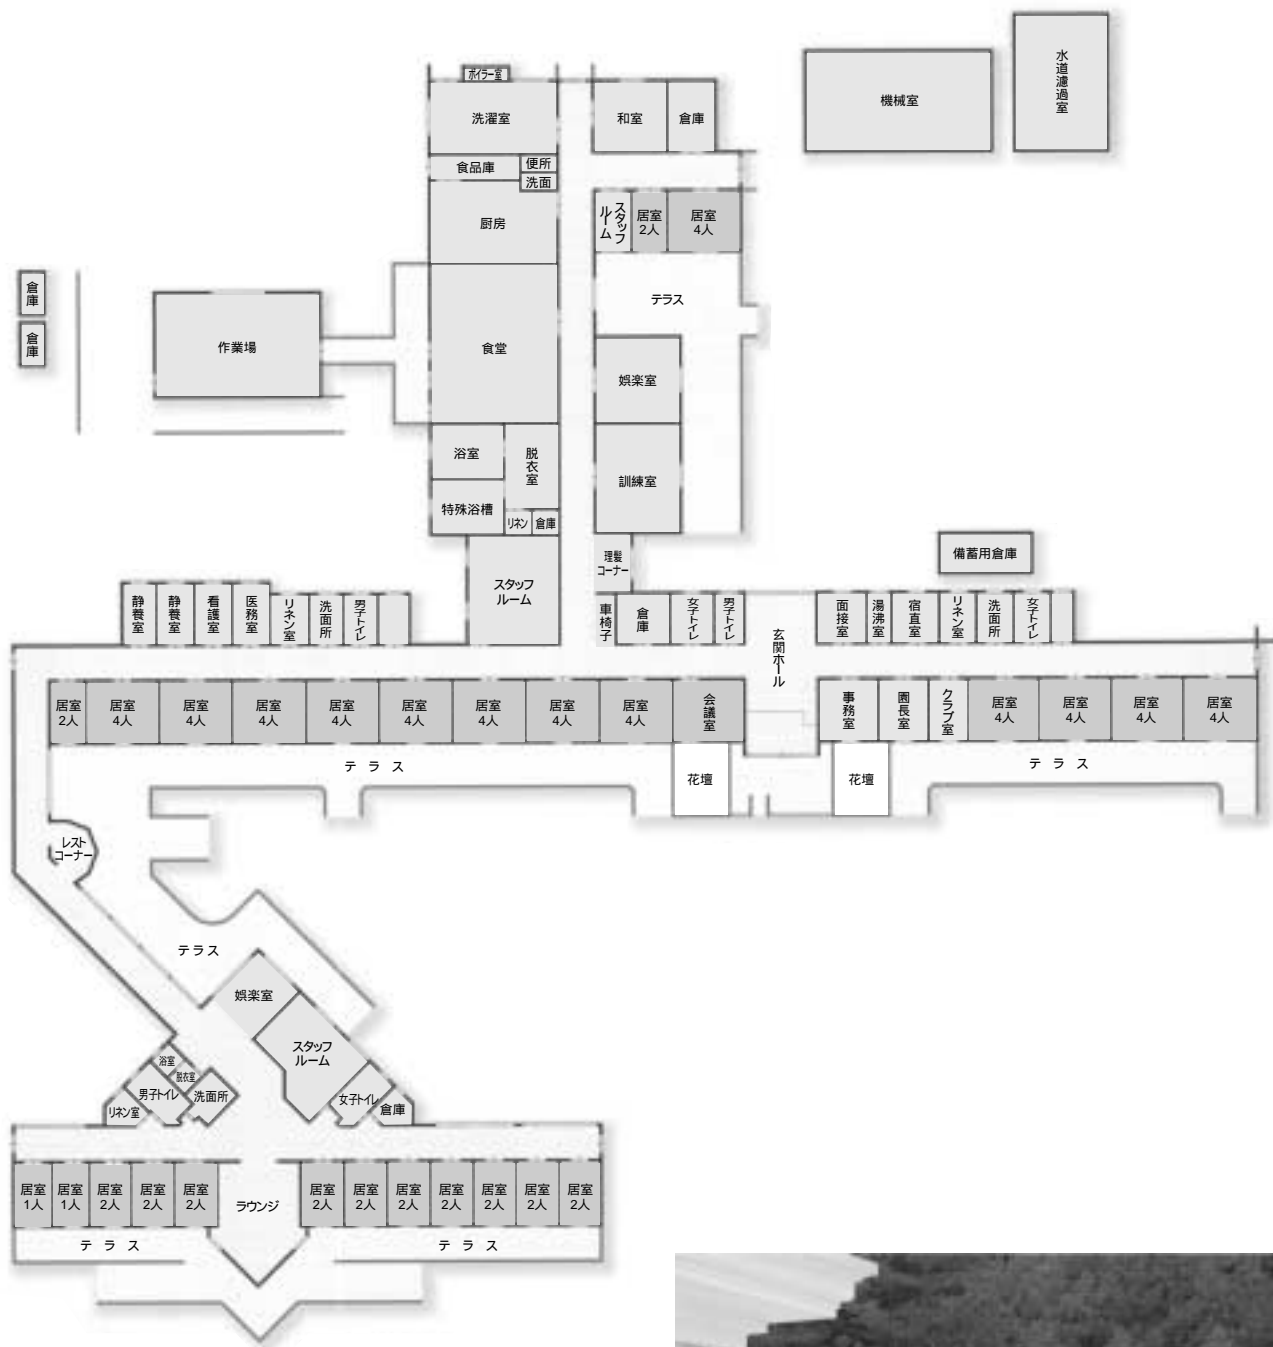 水道濾過室
機械室
ボイラー室
洗濯室
和室
倉庫
食品庫
便所
洗面
厨房
スタッフ
ルーム
居室
2人
居室
4人
テラス
倉庫
倉庫
作業場
食堂
娯楽室
浴室
脱衣室
訓練室
特殊浴槽
リネン
倉庫
スタッフ
ルーム
理髪
コーナー
備蓄用倉庫
静養室
静養室
看護室
医務室
リネン室
洗面所
男子トイレ
車椅子
倉庫
女子トイレ
男子トイレ
玄関ホール
面接室
湯沸室
宿直室
リネン室
洗面所
女子トイレ
居室
2人
居室
4人
居室
4人
居室
4人
居室
4人
居室
4人
居室
4人
居室
4人
居室
4人
会議室
事務室
園長室
クラブ室
居室
4人
居室
4人
居室
4人
居室
4人
テラス
花壇
花壇
テラス
レスト
コーナー
テラス
娯楽室
スタッフ
ルーム
浴室
脱衣室
男子トイレ
洗面所
リネン室
女子トイレ
倉庫
居室
1人
居室
1人
居室
2人
居室
2人
居室
2人
ラウンジ
居室
2人
居室
2人
居室
2人
居室
2人
居室
2人
居室
2人
居室
2人
テラス
テラス